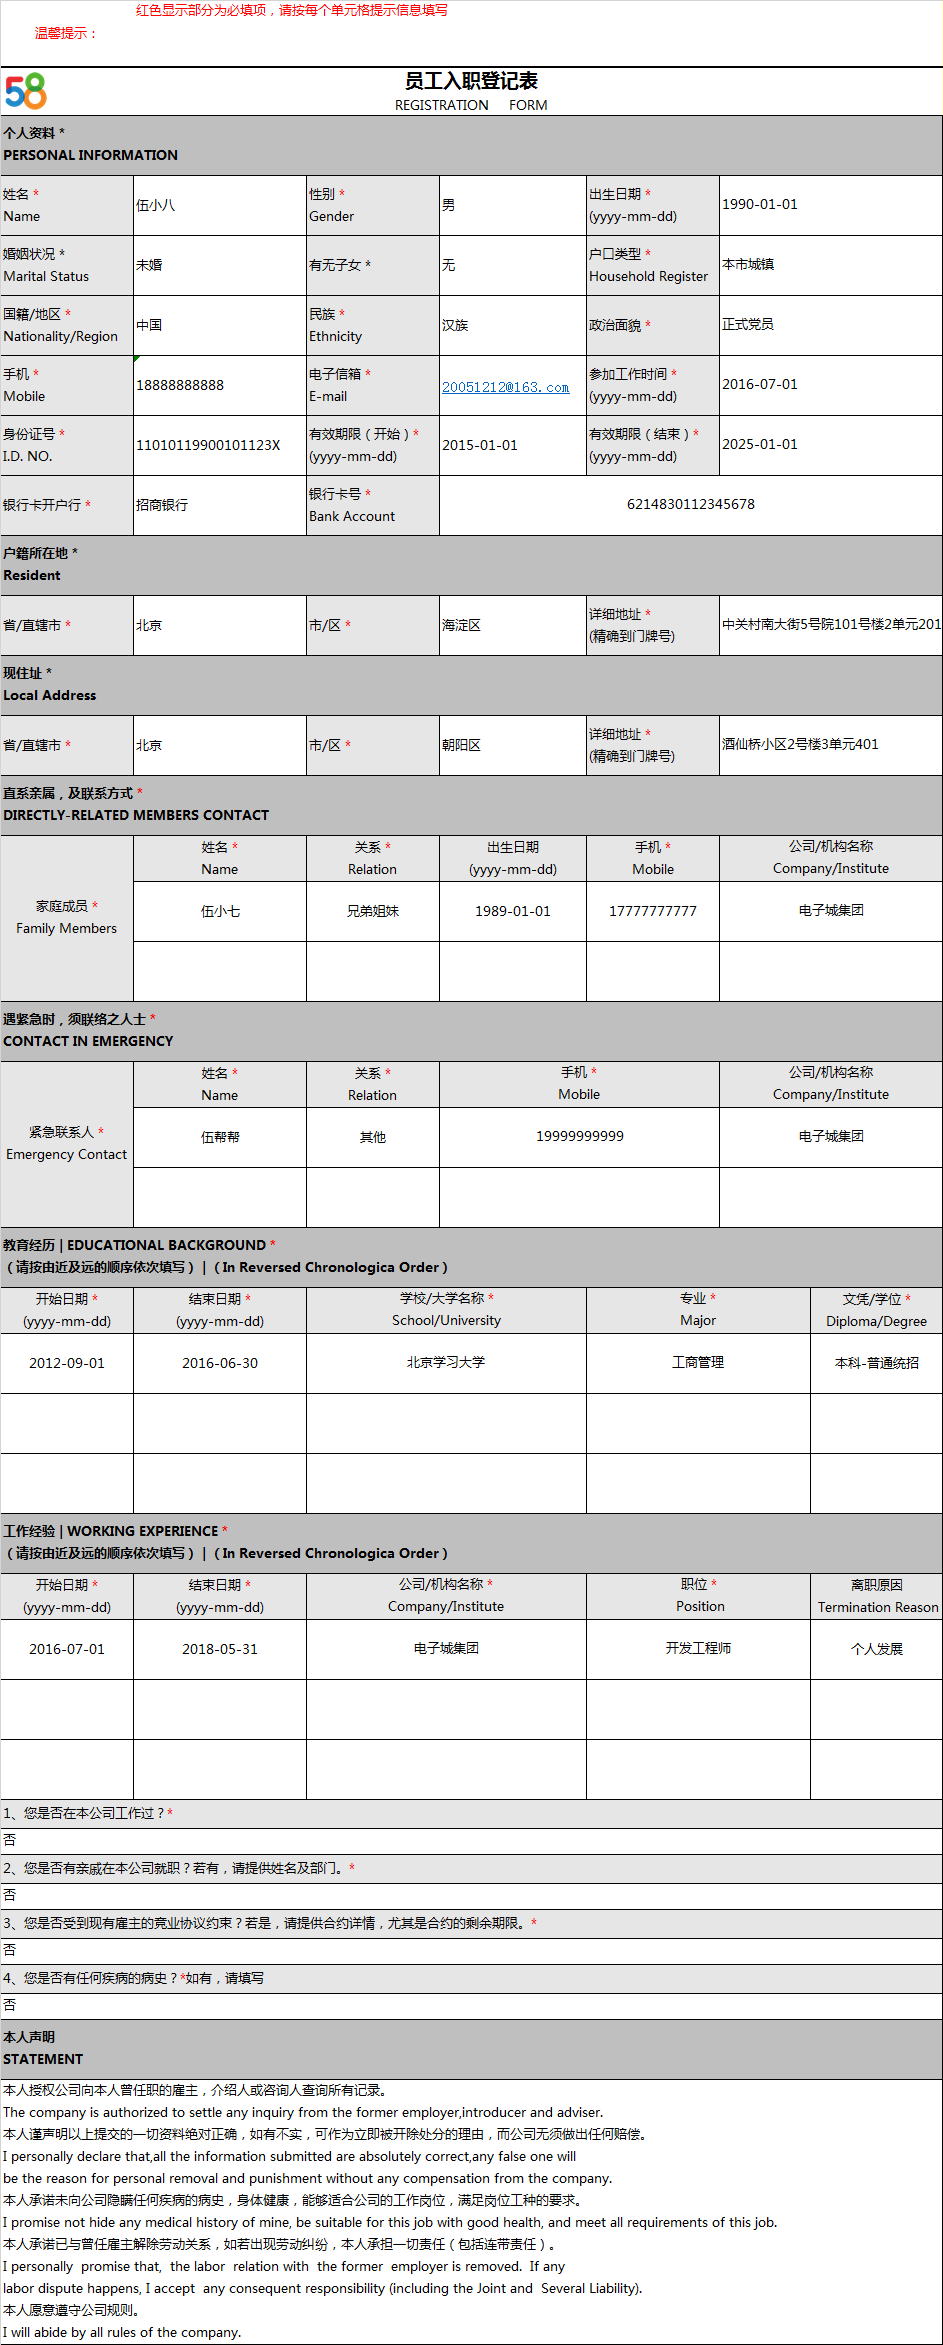 红色显示部分为必填项，请按每个单元格提示信息填写
温馨提示：
58
员工入职登记表
REGISTRATION FORM
个人资料 *
PERSONAL INFORMATION
姓名 *
Name
伍小八
性别 *
Gender
男
出生日期 *
(yyyy-mm-dd)
1990-01-01
婚姻状况 *
Marital Status
未婚
有无子女 *
无
户口类型 *
Household Register
本市城镇
国籍/地区 *
Nationality/Region
中国
民族 *
Ethnicity
汉族
政治面貌 *
正式党员
手机 *
Mobile
18888888888
电子信箱 *
E-mail
20051212@163.com
参加工作时间 *
(yyyy-mm-dd)
2016-07-01
身份证号 *
I.D. NO.
11010119900101123X
有效期限（开始）*
(yyyy-mm-dd)
2015-01-01
有效期限（结束）*
(yyyy-mm-dd)
2025-01-01
银行卡开户行 *
招商银行
银行卡号 *
Bank Account
6214830112345678
户籍所在地 *
Resident
省/直辖市 *
北京
市/区 *
海淀区
详细地址 *
(精确到门牌号)
中关村南大街5号院101号楼2单元201
现住址 *
Local Address
省/直辖市 *
北京
市/区 *
朝阳区
详细地址 *
(精确到门牌号)
酒仙桥小区2号楼3单元401
直系亲属，及联系方式 *
DIRECTLY-RELATED MEMBERS CONTACT
家庭成员 *
Family Members
姓名 *
Name
关系 *
Relation
出生日期
(yyyy-mm-dd)
手机 *
Mobile
公司/机构名称
Company/Institute
伍小七
兄弟姐妹
1989-01-01
17777777777
电子城集团
遇紧急时，须联络之人士 *
CONTACT IN EMERGENCY
紧急联系人 *
Emergency Contact
姓名 *
Name
关系 *
Relation
手机 *
Mobile
公司/机构名称
Company/Institute
伍帮帮
其他
19999999999
电子城集团
教育经历 | EDUCATIONAL BACKGROUND *
（请按由近及远的顺序依次填写）|（In Reversed Chronologica Order）
开始日期 *
(yyyy-mm-dd)
结束日期 *
(yyyy-mm-dd)
学校/大学名称 *
School/University
专业 *
Major
文凭/学位 *
Diploma/Degree
2012-09-01
2016-06-30
北京学习大学
工商管理
本科-普通统招
工作经验 | WORKING EXPERIENCE *
（请按由近及远的顺序依次填写）|（In Reversed Chronologica Order）
开始日期 *
(yyyy-mm-dd)
结束日期 *
(yyyy-mm-dd)
公司/机构名称 *
Company/Institute
职位 *
Position
离职原因
Termination Reason
2016-07-01
2018-05-31
电子城集团
开发工程师
个人发展
1、您是否在本公司工作过？*
否
2、您是否有亲戚在本公司就职？若有，请提供姓名及部门。*
否
3、您是否受到现有雇主的竞业协议约束？若是，请提供合约详情，尤其是合约的剩余期限。*
否
4、您是否有任何疾病的病史？*如有，请填写
否
本人声明
STATEMENT
本人授权公司向本人曾任职的雇主，介绍人或咨询人查询所有记录。
The company is authorized to settle any inquiry from the former employer,introducer and adviser.
本人谨声明以上提交的一切资料绝对正确，如有不实，可作为立即被开除处分的理由，而公司无须做出任何赔偿。
I personally declare that,all the information submitted are absolutely correct,any false one will
be the reason for personal removal and punishment without any compensation from the company.
本人承诺未向公司隐瞒任何疾病的病史，身体健康，能够适合公司的工作岗位，满足岗位工种的要求。
I promise not hide any medical history of mine, be suitable for this job with good health, and meet all requirements of this job.
本人承诺已与曾任雇主解除劳动关系，如若出现劳动纠纷，本人承担一切责任（包括连带责任）。
I personally promise that, the labor relation with the former employer is removed. If any
labor dispute happens, I accept any consequent responsibility (including the Joint and Several Liability).
本人愿意遵守公司规则。
I will abide by all rules of the company.